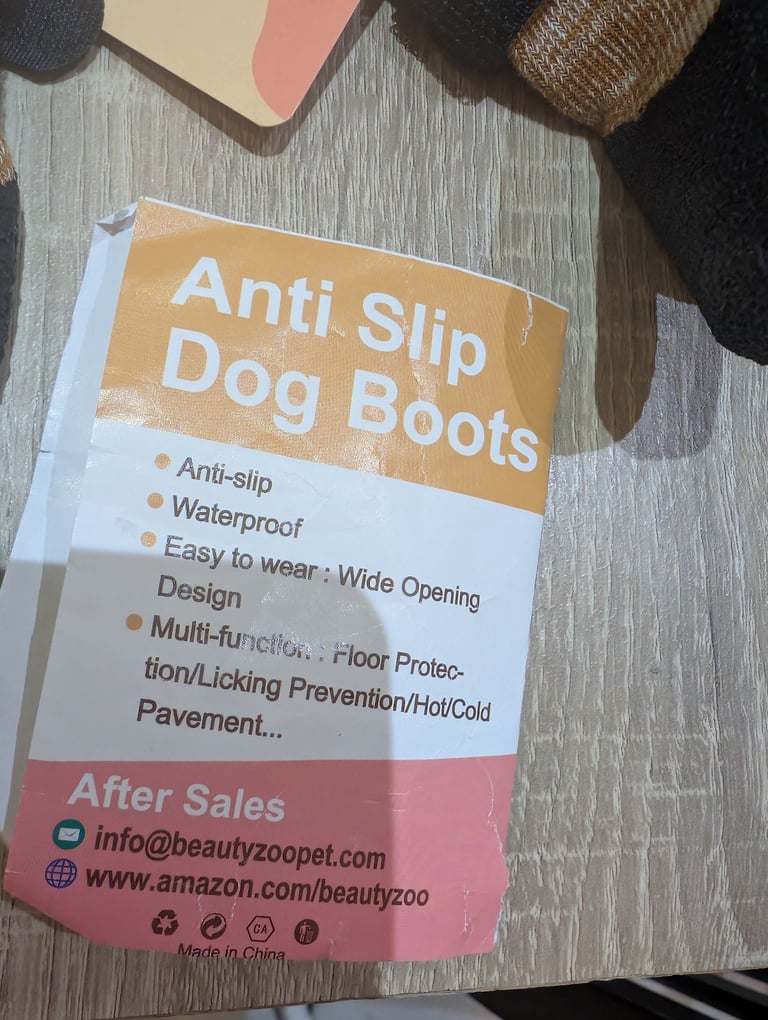 Anti Slip
Dog Boots
Anti-slip
Waterproof
Easy to wear : Wide Opening
Design
Multi-function : Floor Protec-
tion/Licking Prevention/Hot/Cold
Pavement...
After Sales
info@beautyzoopet.com
www.amazon.com/beautyzoo
CA
Made in China